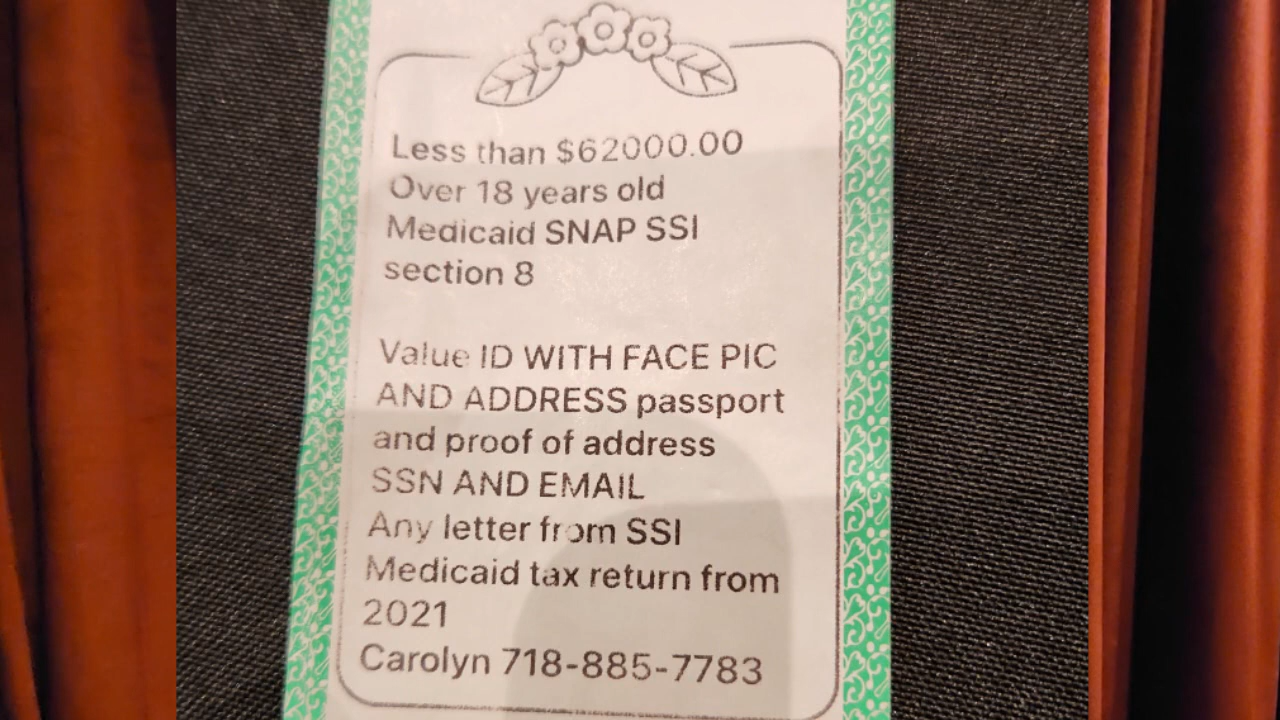 Less than $62000.00
Over 18 years old
Medicaid SNAP SSI
section 8
Value ID WITH FACE PIC
AND ADDRESS passport
and proof of address
SSN AND EMAIL
Any letter from SSI
Medicaid tax return from
2021
Carolyn 718-885-7783